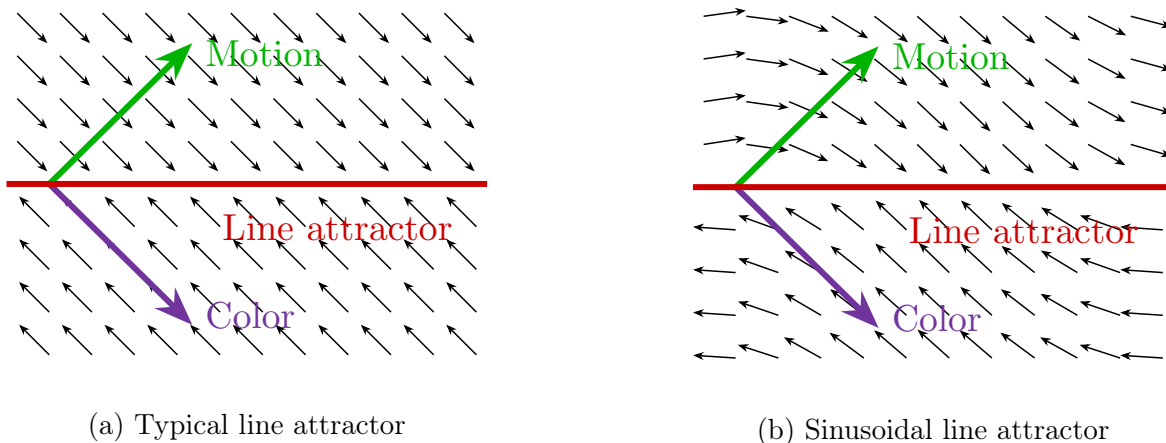 Motion
Line attractor
Color
(a) Typical line attractor
Motion
Line attractor
Color
(b) Sinusoidal line attractor